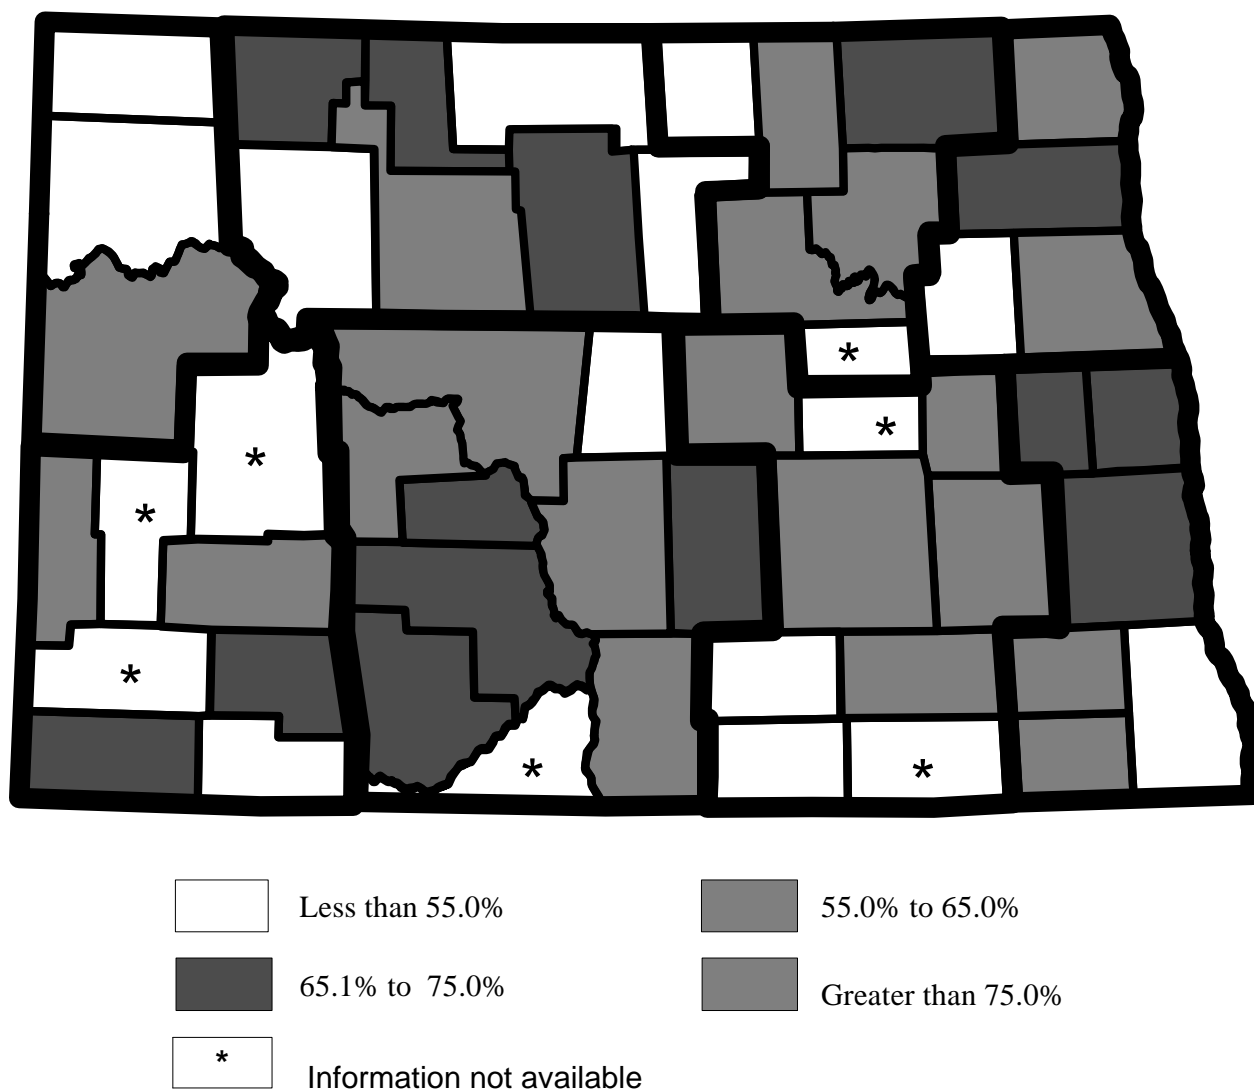 *
*
*
*
*
*
*
Less than 55.0%
55.0% to 65.0%
65.1% to 75.0%
Greater than 75.0%
*
Information not available